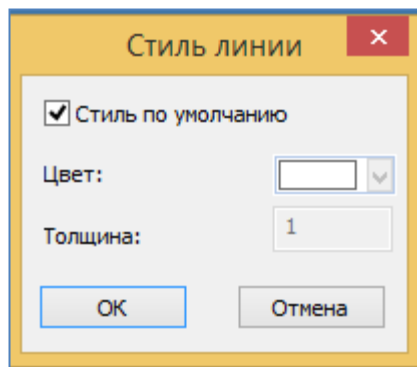 Стиль линии
Стиль по умолчанию
Цвет:
Толщина: 1
ОК Отмена